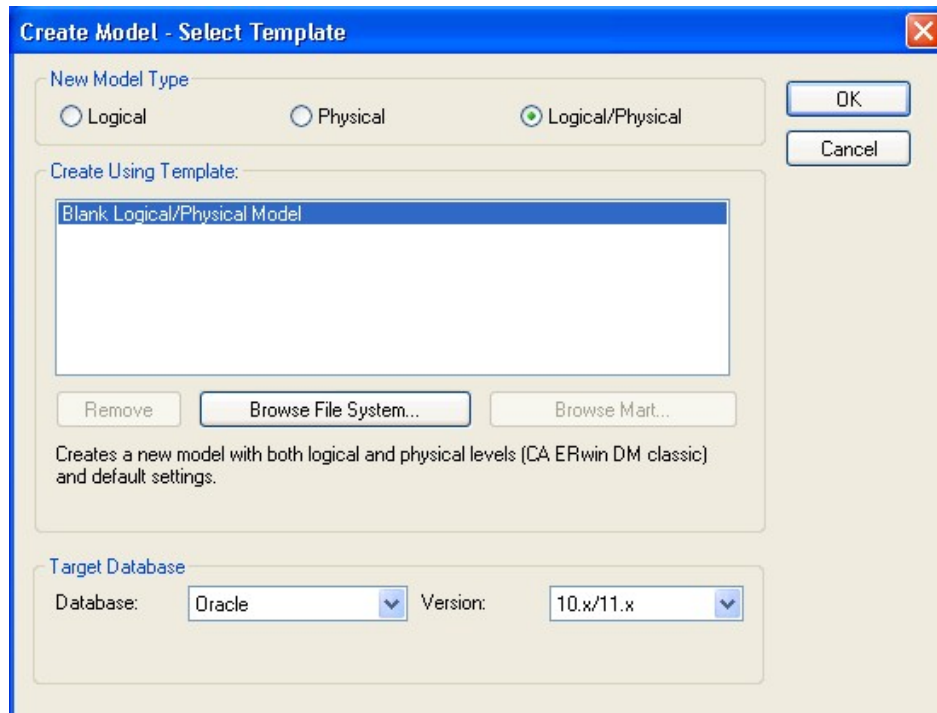 Create Model - Select Template
New Model Type
Logical
Physical
Logical/Physical
OK
Cancel
Create Using Template:
Blank Logical/Physical Model
Remove
Browse File System...
Browse Mart...
Creates a new model with both logical and physical levels (CA ERwin DM classic)
and default settings.
Target Database
Database:
Oracle
Version:
10.x/11.x